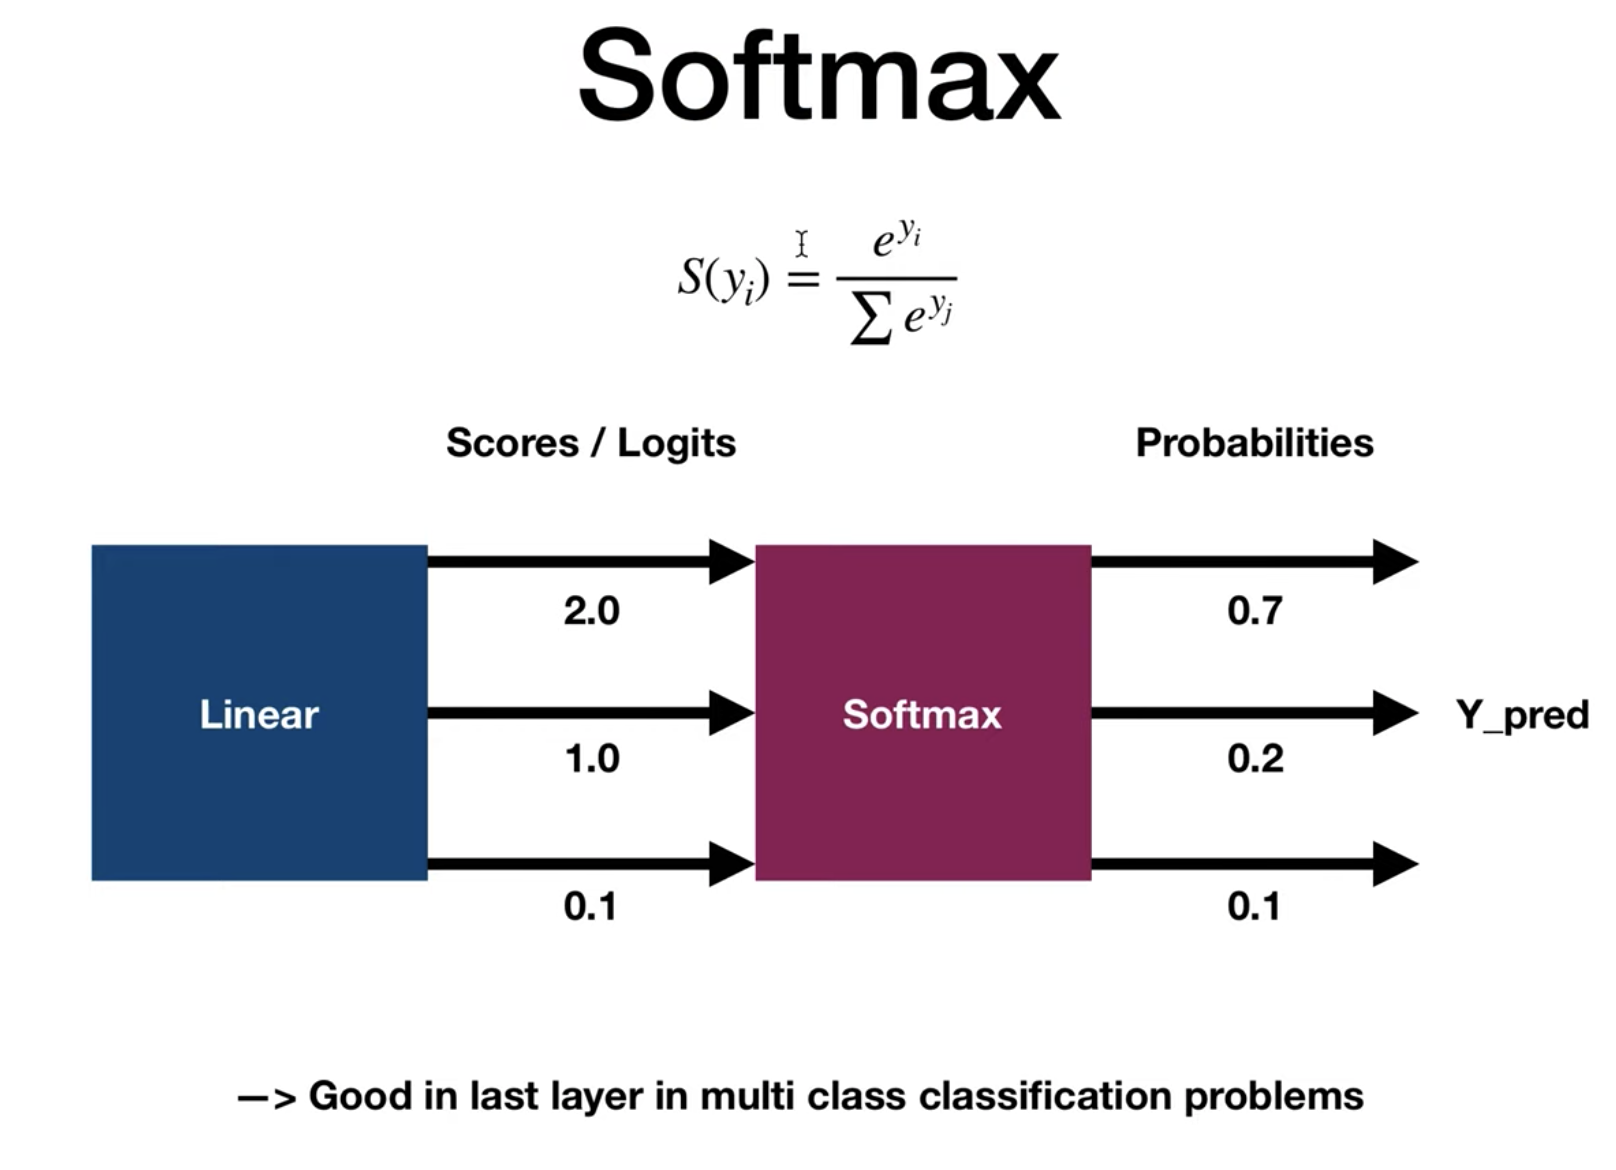 Softmax
S(y_i) = e^{y_i} / ∑ e^{y_j}
Scores / Logits
Probabilities
Linear
2.0
1.0
0.1
Softmax
0.7
0.2
0.1
Y_pred
—> Good in last layer in multi class classification problems